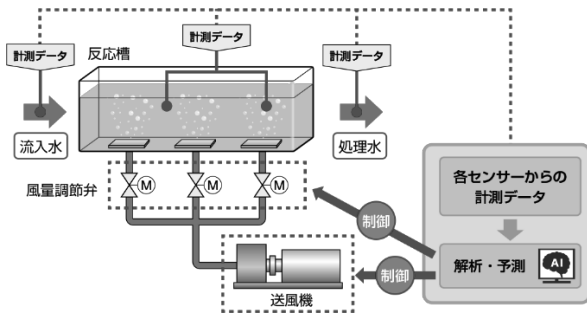 計測データ
反応槽
計測データ
計測データ
流入水
処理水
風量調節弁
M
M
M
各センサーからの
計測データ
制御
解析・予測
AI
制御
送風機